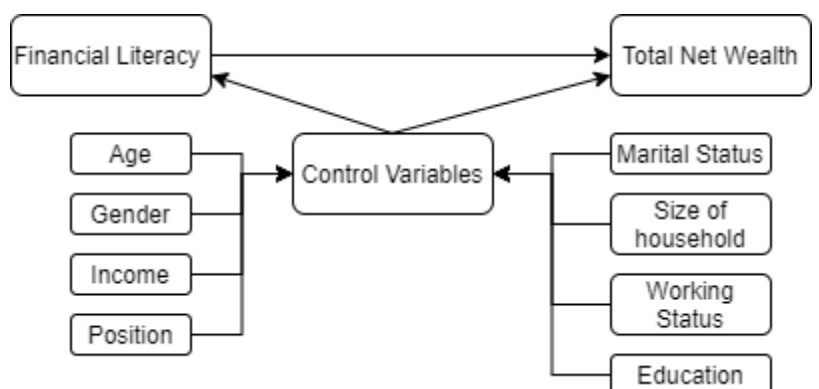 Financial Literacy
Total Net Wealth
Control Variables
Age
Gender
Income
Position
Marital Status
Size of
household
Working
Status
Education